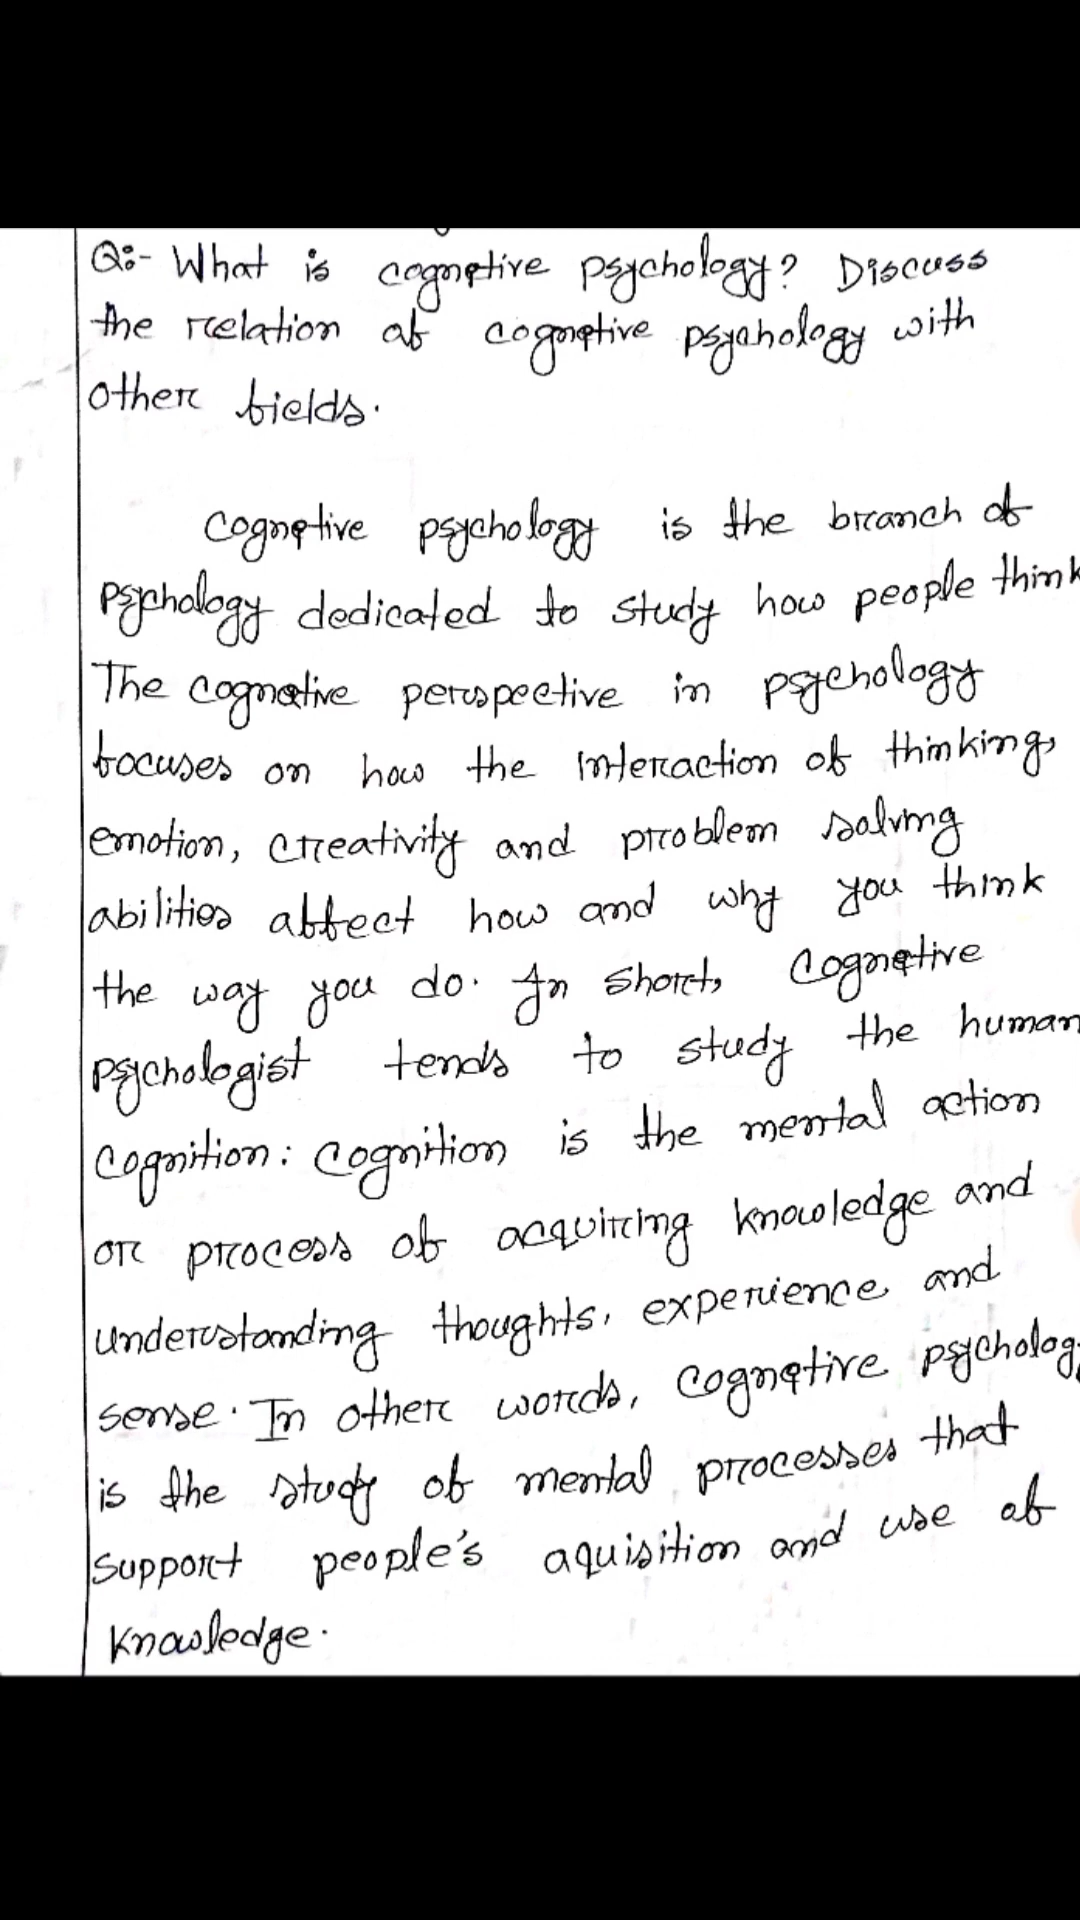 Q:- What is cognetive psychology? Discuss
the relation of cognetive psychology with
other fields.
Cognetive psychology is the branch of
psychology dedicated to study how people think
The cognative perspective in psychology
focuses on how the interaction of thinking,
emotion, creativity and problem solving
abilities affect how and why you think
the way you do. In short, Cognetive
psychologist tends to study the human
Cognition: Cognition is the mental action
or process of acquiring knowledge and
understanding thoughts, experience and
sense. In other words, Cognetive psycholog
is the study of mental processes that
support people's aquisition and use of
knowledge.